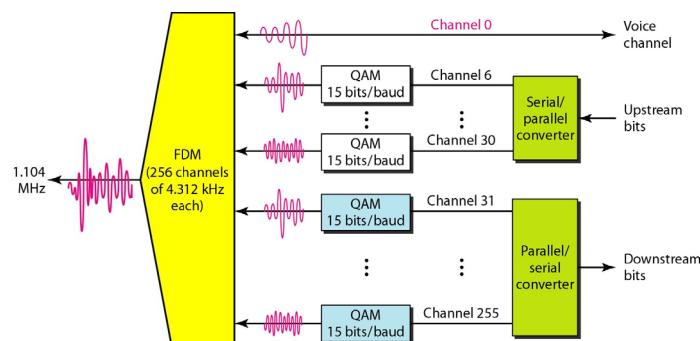 Channel 0
Voice
channel
QAM
15 bits/baud
Channel 6
Serial/
parallel
converter
Upstream
bits
QAM
15 bits/baud
Channel 30
1.104
MHz
FDM
(256 channels
of 4.312 kHz
each)
QAM
15 bits/baud
Channel 31
Parallel/
serial
converter
Downstream
bits
QAM
15 bits/baud
Channel 255